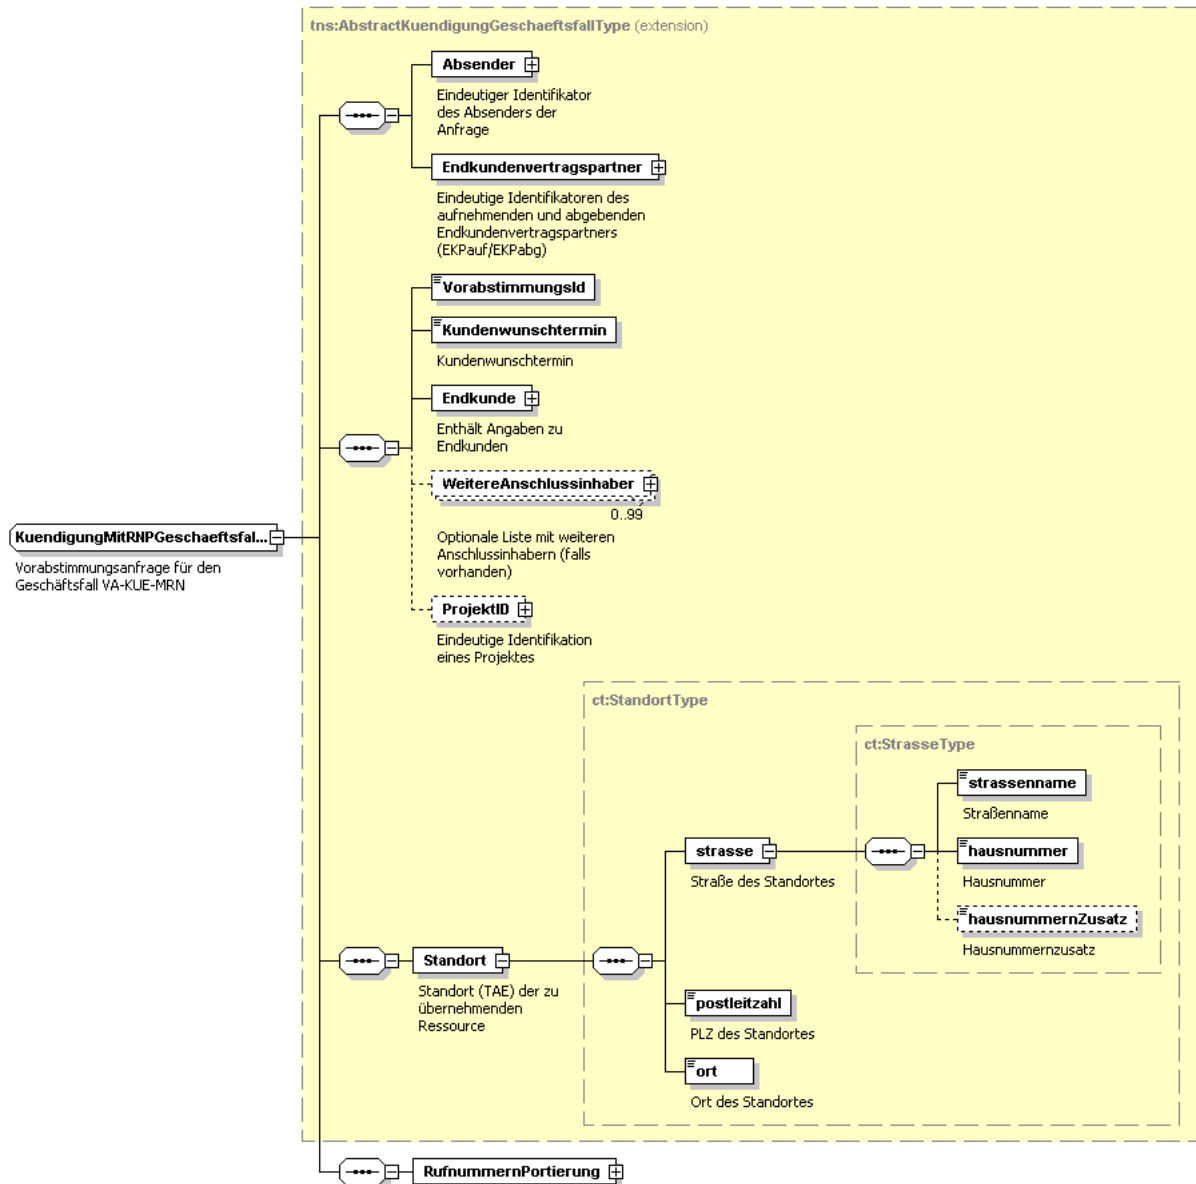 tns:AbstractKuendigungGeschaeftsfallType (extension)
Absender
Eindeutiger Identifikator
des Absenders der
Anfrage
Endkundenvertragspartner
Eindeutige Identifikatoren des
aufnehmenden und abgebenden
Endkundenvertragspartners
(EKPauf/EKPabg)
VorabstimmungsId
Kundenwunschtermin
Kundenwunschtermin
Endkunde
Enthält Angaben zu
Endkunden
WeitereAnschlussinhaber
0..99
Optionale Liste mit weiteren
Anschlussinhabern (falls
vorhanden)
KuendigungMitRNPGeschaeftsfal...
Vorabstimmungsanfrage für den
Geschäftsfall VA-KUE-MRN
ProjektID
Eindeutige Identifikation
eines Projektes
ct:StandortType
ct:StrasseType
strassenname
Straßenname
strasse
Straße des Standortes
hausnummer
Hausnummer
hausnummernZusatz
Hausnummernzusatz
Standort
Standort (TAE) der zu
übernehmenden
Ressource
postleitzahl
PLZ des Standortes
ort
Ort des Standortes
RufnummernPortierung